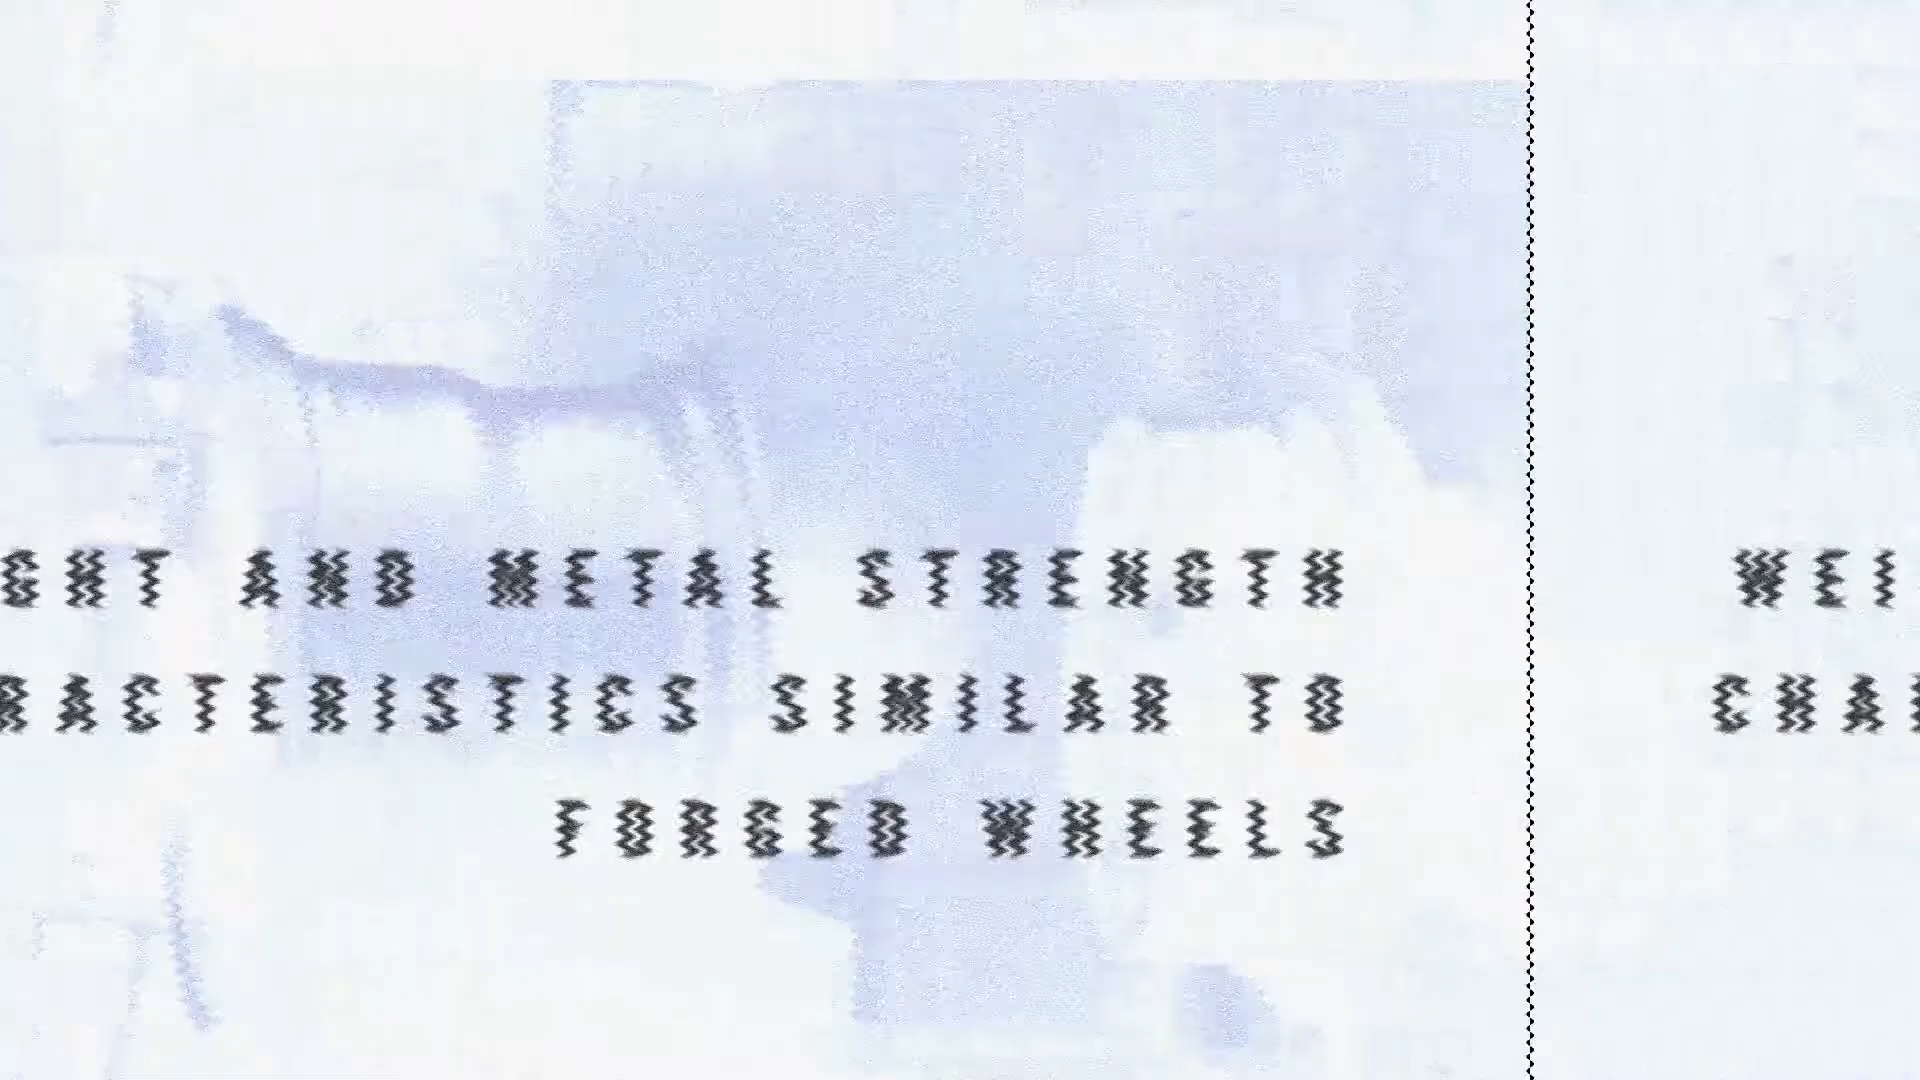 GHT AND METAL STRENGTH WEI
RACTERISTICS SIMILAR TO CHA
FORGED WHEELS